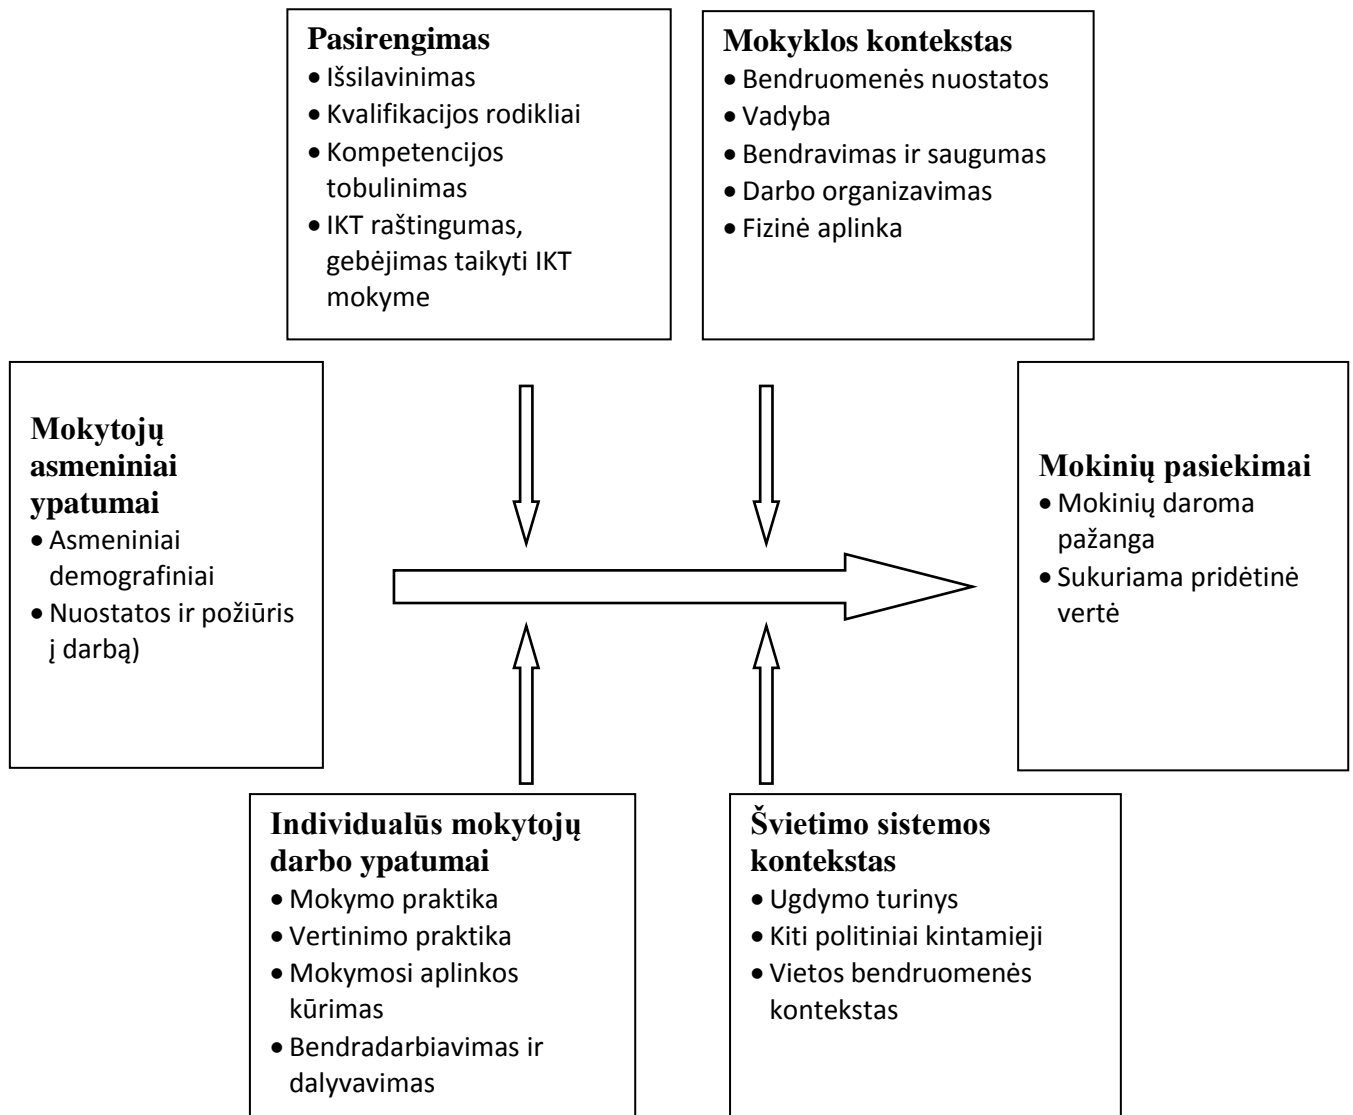 Pasirengimas
• Išsilavinimas
• Kvalifikacijos rodikliai
• Kompetencijos
tobulinimas
• IKT raštingumas,
gebėjimas taikyti IKT
mokyme
Mokyklos kontekstas
• Bendruomenės nuostatos
• Vadyba
• Bendravimas ir saugumas
• Darbo organizavimas
• Fizinė aplinka
Mokytojų
asmeniniai
ypatumai
• Asmeniniai
demografiniai
• Nuostatos ir požiūris
į darbą)
Mokinių pasiekimai
• Mokinių daroma
pažanga
• Sukuriama pridėtinė
vertė
Individualūs mokytojų
darbo ypatumai
• Mokymo praktika
• Vertinimo praktika
• Mokymosi aplinkos
kūrimas
• Bendradarbiavimas ir
dalyvavimas
Švietimo sistemos
kontekstas
• Ugdymo turinys
• Kiti politiniai kintamieji
• Vietos bendruomenės
kontekstas